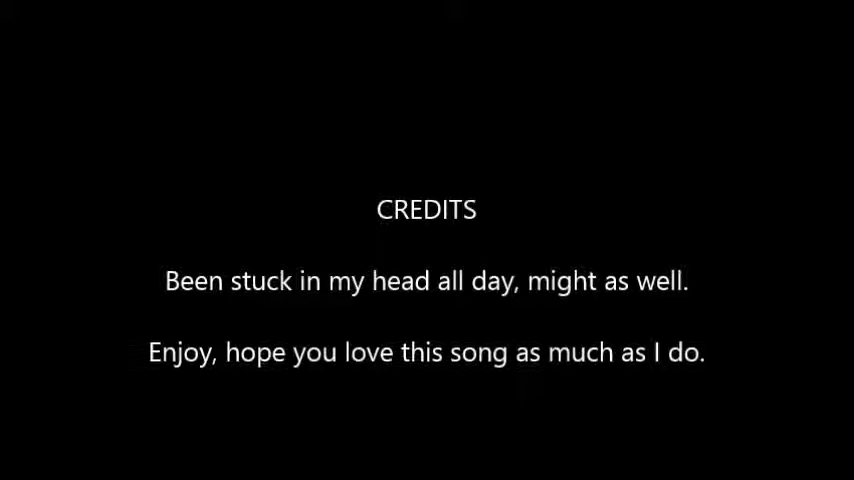 CREDITS
Been stuck in my head all day, might as well.
Enjoy, hope you love this song as much as I do.